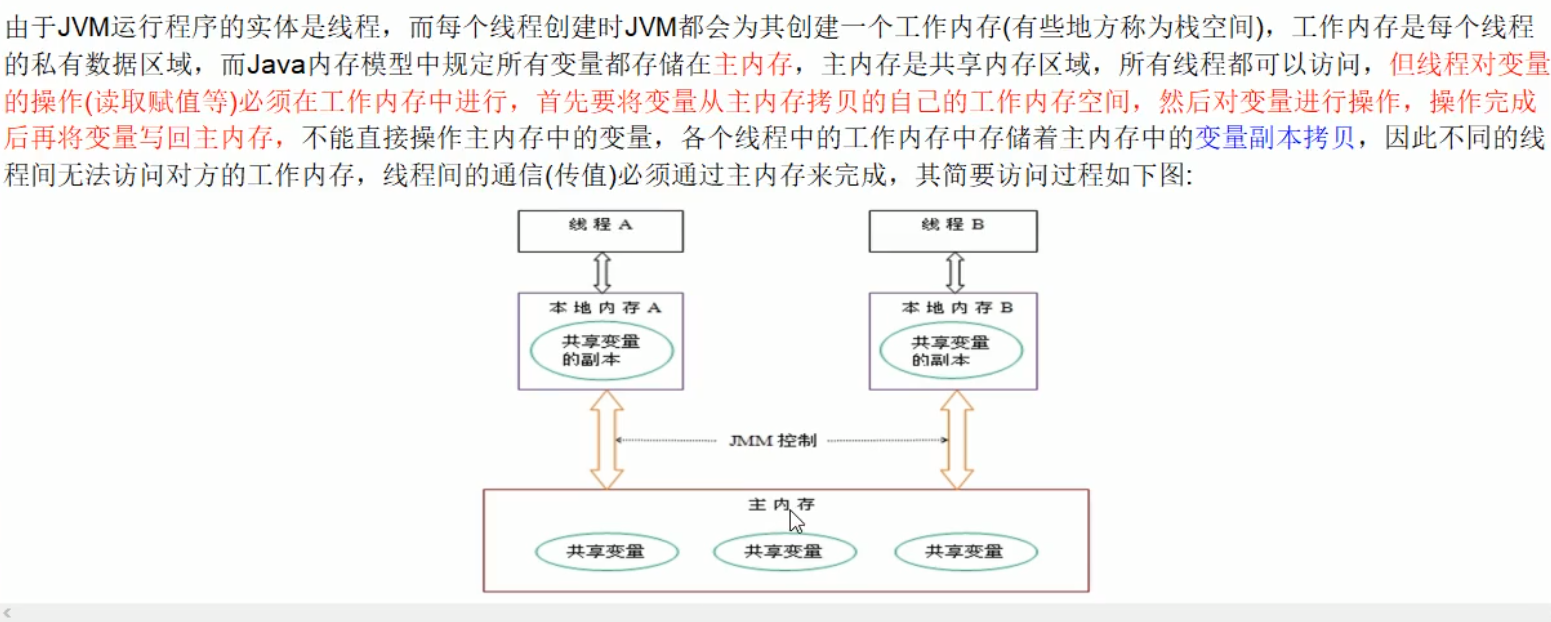 由于JVM运行程序的实体是线程，而每个线程创建时JVM都会为其创建一个工作内存(有些地方称为栈空间)，工作内存是每个线程
的私有数据区域，而Java内存模型中规定所有变量都存储在主内存，主内存是共享内存区域，所有线程都可以访问，但线程对变量
的操作(读取赋值等)必须在工作内存中进行，首先要将变量从主内存拷贝的自己的工作内存空间，然后对变量进行操作，操作完成
后再将变量写回主内存，不能直接操作主内存中的变量，各个线程中的工作内存中存储着主内存中的变量副本拷贝，因此不同的线
程间无法访问对方的工作内存，线程间的通信(传值)必须通过主内存来完成，其简要访问过程如下图:
线程 A
线程 B
本地内存 A
本地内存 B
共享变量
的副本
共享变量
的副本
JMM 控制
主内存
共享变量
共享变量
共享变量